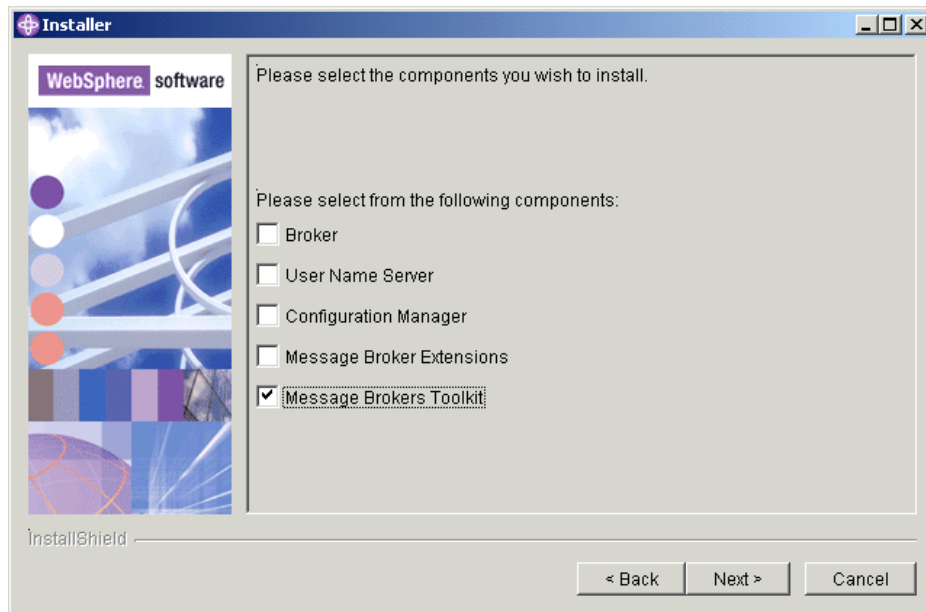 Installer
WebSphere software
Please select the components you wish to install.
Please select from the following components:
Broker
User Name Server
Configuration Manager
Message Broker Extensions
Message Brokers Toolkit
InstallShield
< Back
Next >
Cancel